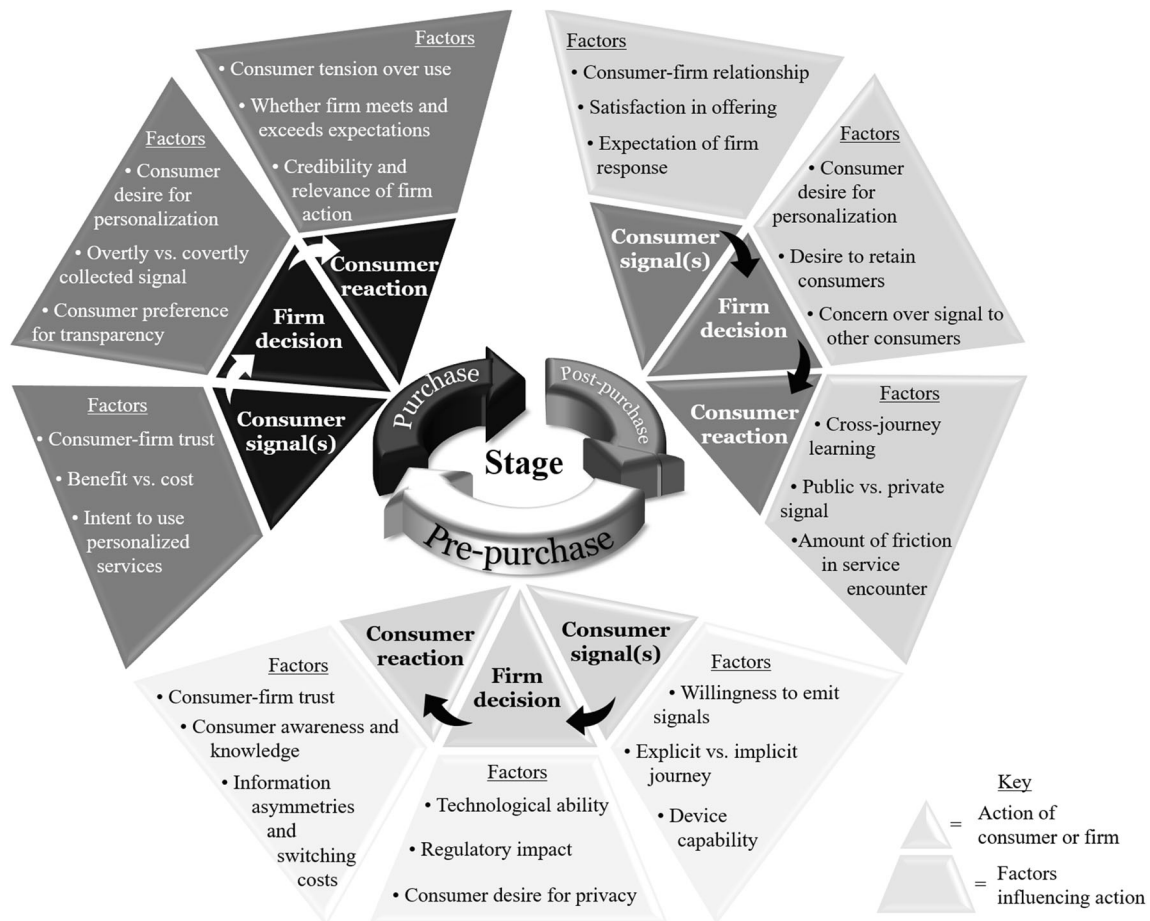 Factors
• Consumer tension over use
• Whether firm meets and
exceeds expectations
• Credibility and
relevance of firm
action
Factors
• Consumer-firm relationship
• Satisfaction in offering
• Expectation of firm
response
Factors
• Consumer
desire for
personalization
• Overtly vs. covertly
collected signal
• Consumer preference
for transparency
Factors
• Consumer
desire for
personalization
• Desire to retain
consumers
• Concern over signal to
other consumers
Consumer
reaction
Firm
decision
Consumer
signal(s)
Consumer
signal(s)
Firm
decision
Consumer
reaction
Factors
• Consumer-firm trust
• Benefit vs. cost
• Intent to use
personalized
services
Purchase
Post-purchase
Stage
Pre-purchase
Factors
• Cross-journey
learning
• Public vs. private
signal
• Amount of friction
in service
encounter
Consumer
reaction
Firm
decision
Consumer
signal(s)
Factors
• Consumer-firm trust
• Consumer awareness and
knowledge
• Information
asymmetries
and
switching
costs
Factors
• Technological ability
• Regulatory impact
• Consumer desire for privacy
Factors
• Willingness to emit
signals
• Explicit vs. implicit
journey
• Device
capability
Key
= Action of
consumer or firm
= Factors
influencing action